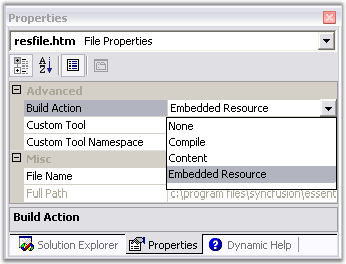 Properties
resfile.htm File Properties
Advanced
Build Action Embedded Resource
Custom Tool
Custom Tool Namespace
None
Compile
Content
Embedded Resource
Misc
File Name
Full Path c:\program files\syncfusion\essent
Build Action
Solution Explorer Properties Dynamic Help